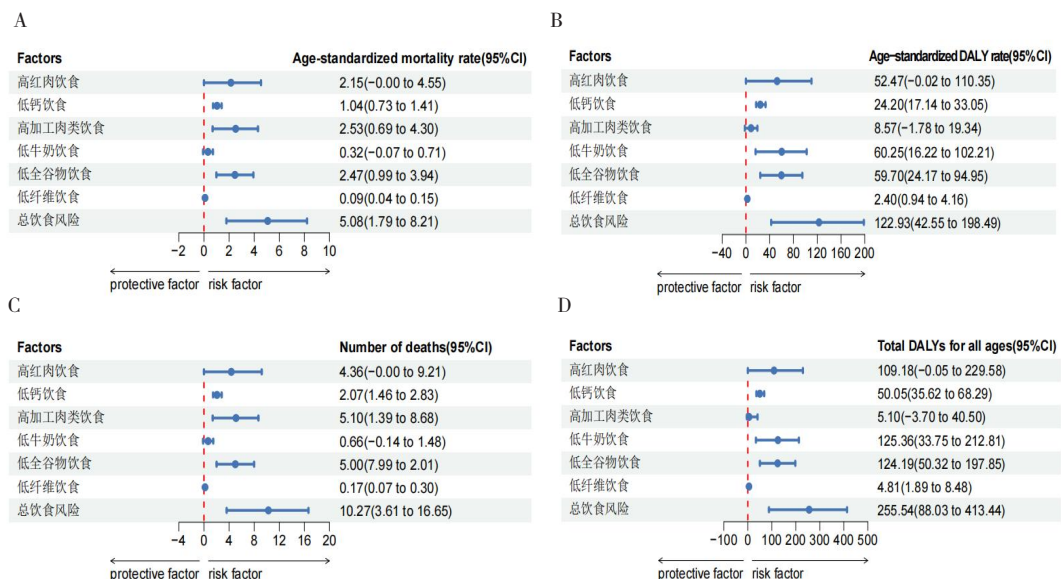 A
Factors Age-standardized mortality rate(95%CI)
高红肉饮食 2.15(−0.00 to 4.55)
低钙饮食 1.04(0.73 to 1.41)
高加工肉类饮食 2.53(0.69 to 4.30)
低牛奶饮食 0.32(−0.07 to 0.71)
低全谷物饮食 2.47(0.99 to 3.94)
低纤维饮食 0.09(0.04 to 0.15)
总饮食风险 5.08(1.79 to 8.21)
−2 0 2 4 6 8 10
protective factor risk factor
B
Factors Age−standardized DALY rate(95%CI)
高红肉饮食 52.47(−0.02 to 110.35)
低钙饮食 24.20(17.14 to 33.05)
高加工肉类饮食 8.57(−1.78 to 19.34)
低牛奶饮食 60.25(16.22 to 102.21)
低全谷物饮食 59.70(24.17 to 94.95)
低纤维饮食 2.40(0.94 to 4.16)
总饮食风险 122.93(42.55 to 198.49)
−40 0 40 80 120 160 200
protective factor risk factor
C
Factors Number of deaths(95%CI)
高红肉饮食 4.36(−0.00 to 9.21)
低钙饮食 2.07(1.46 to 2.83)
高加工肉类饮食 5.10(1.39 to 8.68)
低牛奶饮食 0.66(−0.14 to 1.48)
低全谷物饮食 5.00(7.99 to 2.01)
低纤维饮食 0.17(0.07 to 0.30)
总饮食风险 10.27(3.61 to 16.65)
−4 0 4 8 12 16 20
protective factor risk factor
D
Factors Total DALYs for all ages(95%CI)
高红肉饮食 109.18(−0.05 to 229.58)
低钙饮食 50.05(35.62 to 68.29)
高加工肉类饮食 5.10(−3.70 to 40.50)
低牛奶饮食 125.36(33.75 to 212.81)
低全谷物饮食 124.19(50.32 to 197.85)
低纤维饮食 4.81(1.89 to 8.48)
总饮食风险 255.54(88.03 to 413.44)
−100 0 100 200 300 400 500
protective factor risk factor